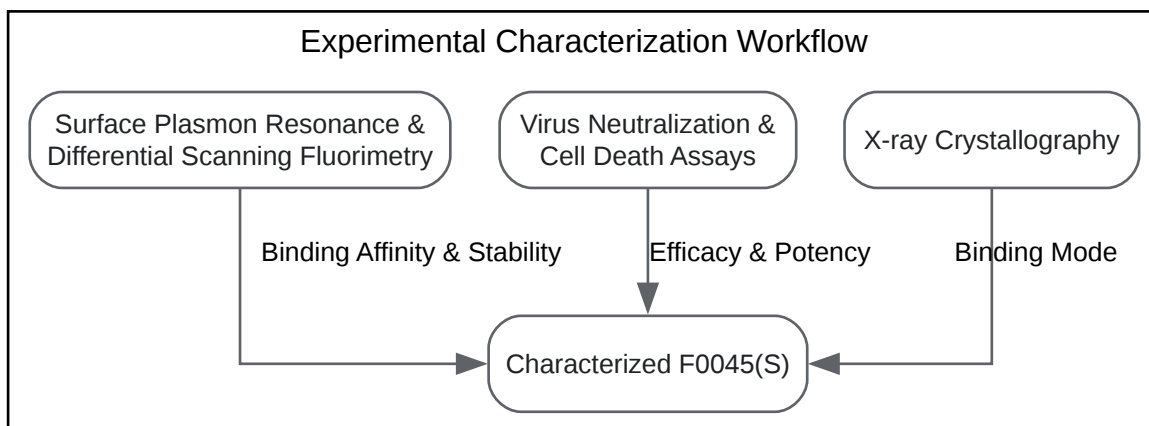 Experimental Characterization Workflow
Surface Plasmon Resonance &
Differential Scanning Fluorimetry
Virus Neutralization &
Cell Death Assays
X-ray Crystallography
Binding Affinity & Stability
Efficacy & Potency
Binding Mode
Characterized F0045(S)